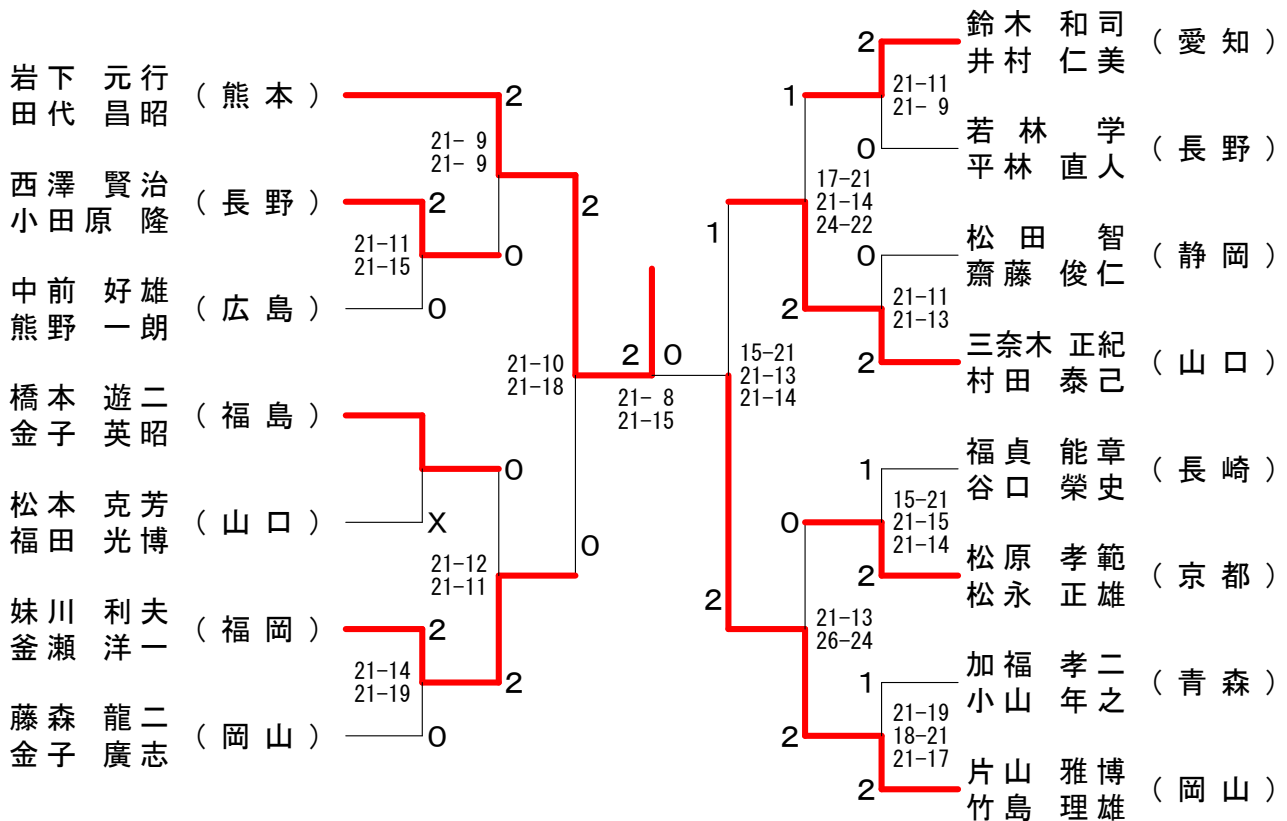 岩下 元行
田代 昌昭
（熊本）
2
21- 9
21- 9
西澤 賢治
小田原 隆
（長野）
2
0
21-11
21-15
中前 好雄
熊野 一朗
（広島）
0
2
21-10
21-18
橋本 遊二
金子 英昭
（福島）
0
松本 克芳
福田 光博
（山口）
X
0
21-12
21-11
妹川 利夫
釜瀬 洋一
（福岡）
2
2
21-14
21-19
藤森 龍二
金子 廣志
（岡山）
0
2 0
21- 8
21-15
鈴木 和司
井村 仁美
（愛知）
2
1
21-11
21- 9
若林 学
平林 直人
（長野）
0
17-21
21-14
24-22
1
松田 智
齋藤 俊仁
（静岡）
0
21-11
21-13
2
三奈木 正紀
村田 泰己
（山口）
2
15-21
21-13
21-14
福貞 能章
谷口 榮史
（長崎）
1
15-21
21-15
21-14
0
松原 孝範
松永 正雄
（京都）
2
2
21-13
26-24
加福 孝二
小山 年之
（青森）
1
21-19
18-21
21-17
2
片山 雅博
竹島 理雄
（岡山）
2